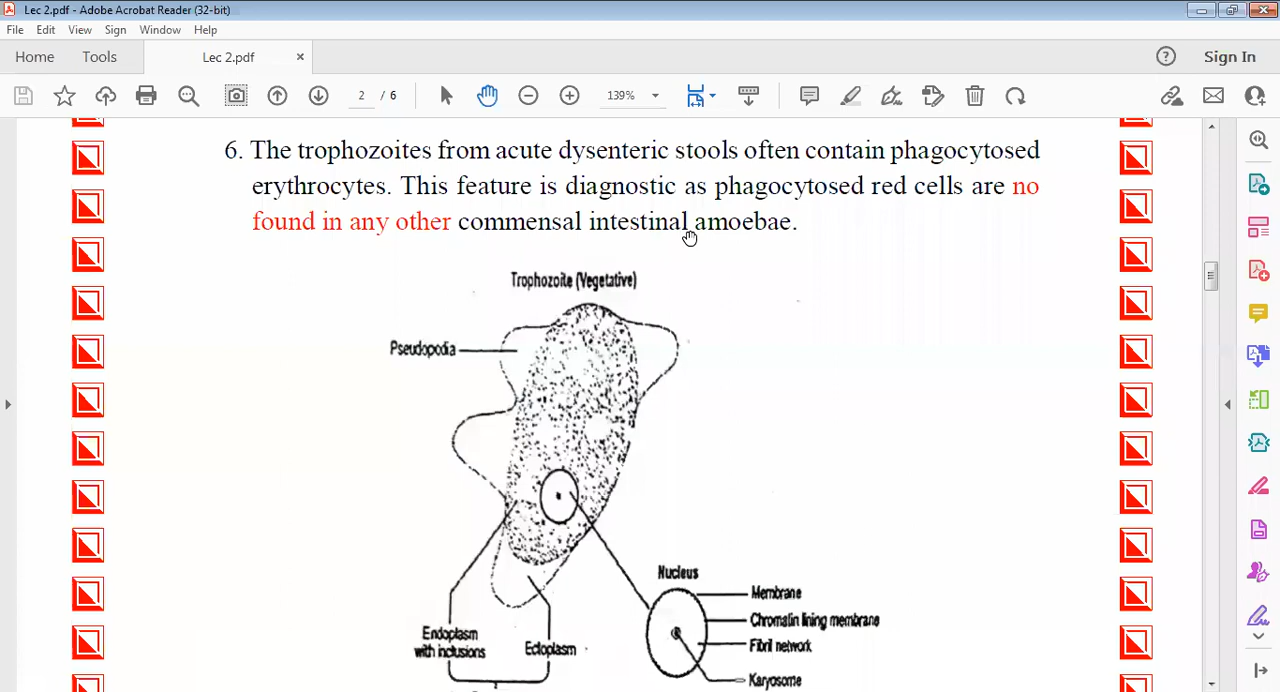 Lec 2.pdf - Adobe Acrobat Reader (32-bit)
File Edit View Sign Window Help
Home Tools Lec 2.pdf × Sign In
2 / 6 139%
6. The trophozoites from acute dysenteric stools often contain phagocytosed
erythrocytes. This feature is diagnostic as phagocytosed red cells are no
found in any other commensal intestinal amoebae.
Trophozoite (Vegetative)
Pseudopodia
Nucleus
Membrane
Chromatin lining membrane
Fibril network
Karyosome
Endoplasm
with inclusions
Ectoplasm